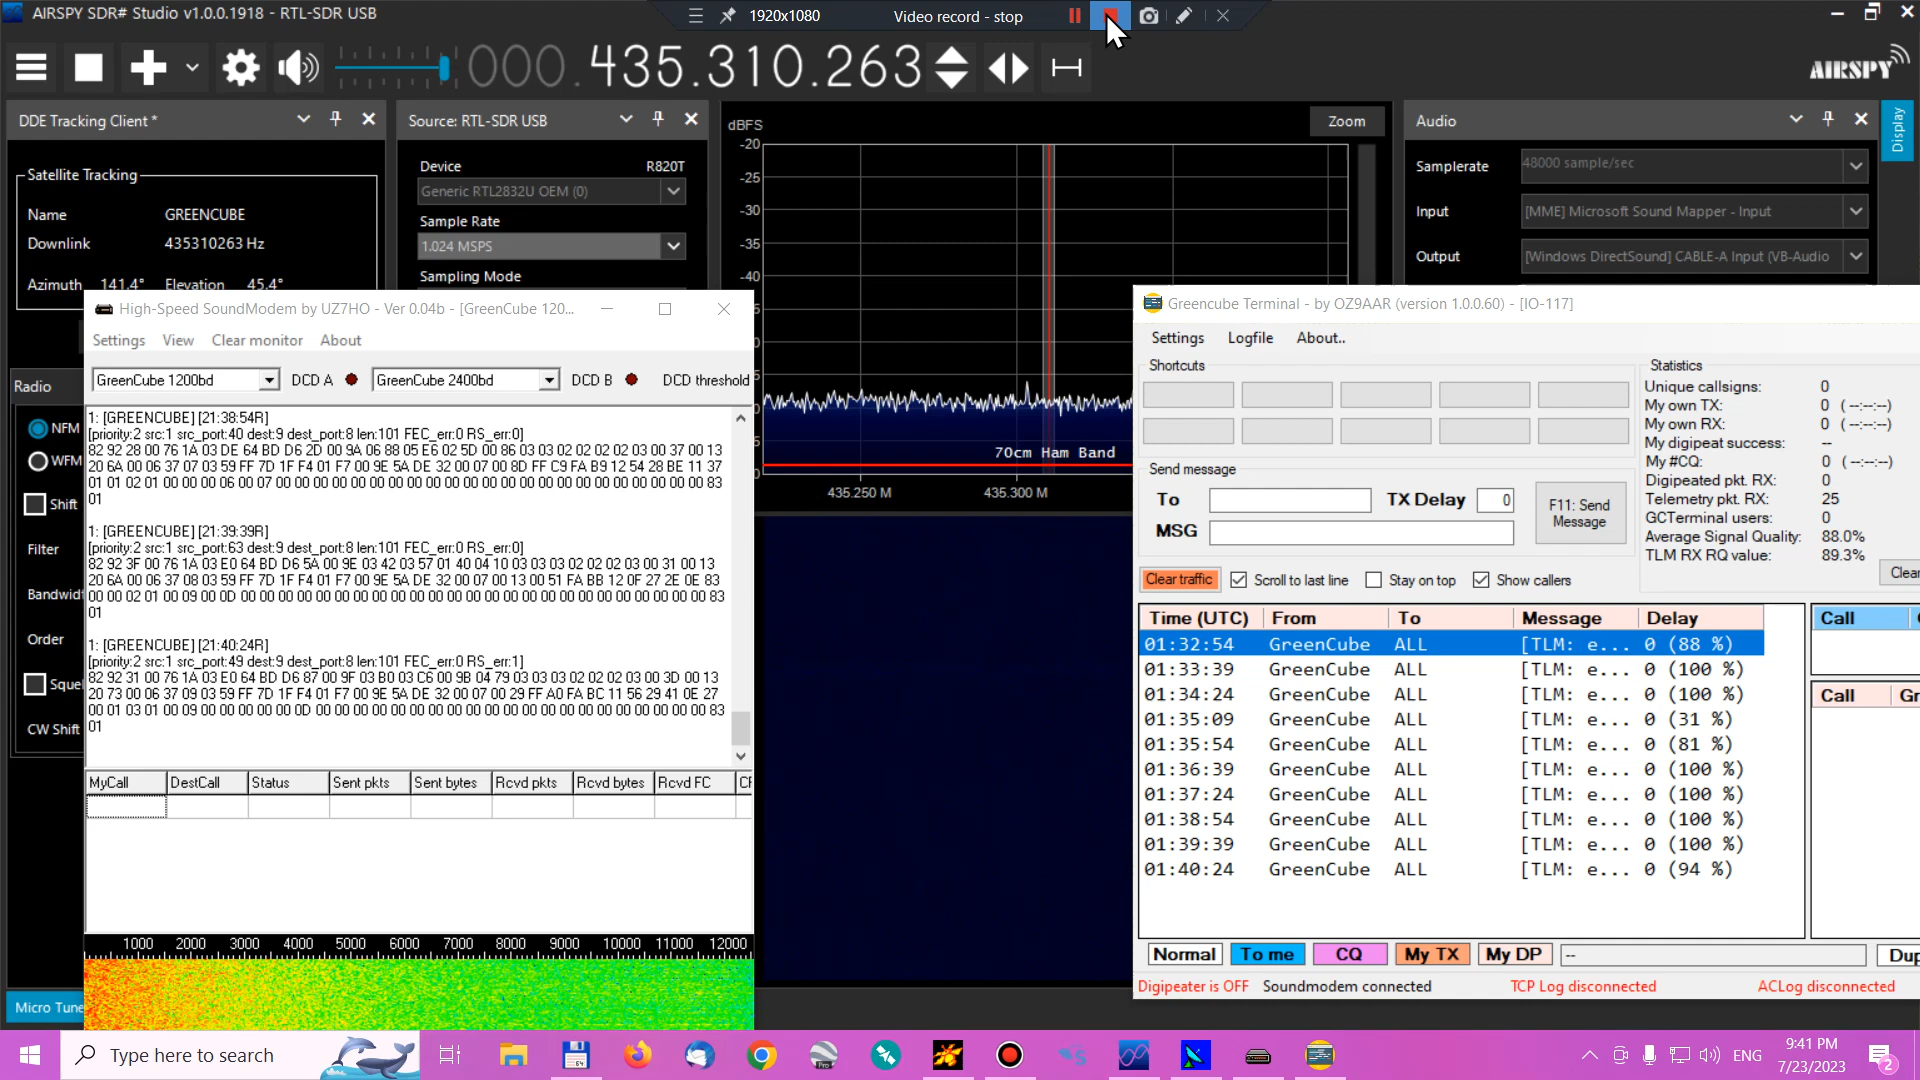 AIRSPY SDR# Studio v1.0.0.1918 - RTL-SDR USB
1920x1080
Video record - stop
000.435.310.263
AIRSPY
DDE Tracking Client *
Satellite Tracking
Name GREENCUBE
Downlink 435310263 Hz
Azimuth 141.4° Elevation 45.4°
Source: RTL-SDR USB
Device R820T
Generic RTL2832U OEM (0)
Sample Rate
1.024 MSPS
Sampling Mode
dBFS
Zoom
-20
-25
-30
-35
-40
70cm Ham Band
435.250 M
435.300 M
Audio
Samplerate 48000 sample/sec
Input [MME] Microsoft Sound Mapper - Input
Output [Windows DirectSound] CABLE-A Input (VB-Audio
Display
Radio
NFM
WFM
Shift
Filter
Bandwid
Order
Sque
CW Shift
Micro Tune
High-Speed SoundModem by UZ7HO - Ver 0.04b - [GreenCube 120...
Settings View Clear monitor About
GreenCube 1200bd DCD A GreenCube 2400bd DCD B DCD threshold
1: [GREENCUBE] [21:38:54R]
[priority:2 src:1 src_port:40 dest:9 dest_port:8 len:101 FEC_err:0 RS_err:0]
82 92 28 00 76 1A 03 DE 64 BD D6 2D 00 9A 06 88 05 E6 02 5D 00 86 03 03 02 02 02 03 00 37 00 13
20 6A 00 06 37 07 03 59 FF 7D 1F F4 01 F7 00 9E 5A DE 32 00 07 00 8D FF C9 FA B9 12 54 28 BE 11 37
01 01 02 01 00 00 00 06 00 07 00 00 00 00 00 00 00 00 00 00 00 00 00 00 00 00 00 00 00 00 00 83
01
1: [GREENCUBE] [21:39:39R]
[priority:2 src:1 src_port:63 dest:9 dest_port:8 len:101 FEC_err:0 RS_err:0]
82 92 3F 00 76 1A 03 E0 64 BD D6 5A 00 9E 03 42 03 57 01 40 04 10 03 03 03 02 02 02 03 00 31 00 13
20 6A 00 06 37 08 03 59 FF 7D 1F F4 01 F7 00 9E 5A DE 32 00 07 00 13 00 51 FA BB 12 0F 27 2E 0E 83
00 00 02 01 00 09 00 0D 00 00 00 00 00 00 00 00 00 00 00 00 00 00 00 00 00 00 00 00 00 00 00 83
01
1: [GREENCUBE] [21:40:24R]
[priority:2 src:1 src_port:49 dest:9 dest_port:8 len:101 FEC_err:0 RS_err:1]
82 92 31 00 76 1A 03 E0 64 BD D6 87 00 9F 03 B0 03 C6 00 9B 04 79 03 03 03 02 02 02 03 00 3D 00 13
20 73 00 06 37 09 03 59 FF 7D 1F F4 01 F7 00 9E 5A DE 32 00 07 00 29 FF A0 FA BC 11 56 29 41 0E 27
00 01 03 01 00 09 00 00 00 00 00 0D 00 00 00 00 00 00 00 00 00 00 00 00 00 00 00 00 00 00 00 83
01
MyCall DestCall Status Sent pkts Sent bytes Rcvd pkts Rcvd bytes Rcvd FC
1000 2000 3000 4000 5000 6000 7000 8000 9000 10000 11000 12000
Greencube Terminal - by OZ9AAR (version 1.0.0.60) - [IO-117]
Settings Logfile About..
Shortcuts
Statistics
Unique callsigns: 0
My own TX: 0 (--:--:--)
My own RX: 0 (--:--:--)
My digipeat success: --
My #CQ: 0 (--:--:--)
Digipeated pkt. RX: 0
Telemetry pkt. RX: 25
GCTerminal users: 0
Average Signal Quality: 88.0%
TLM RX RQ value: 89.3%
Clear
Send message
To TX Delay 0
MSG
F11: Send Message
Clear traffic Scroll to last line Stay on top Show callers
Time (UTC) From To Message Delay
01:32:54 GreenCube ALL [TLM: e... 0 (88 %)
01:33:39 GreenCube ALL [TLM: e... 0 (100 %)
01:34:24 GreenCube ALL [TLM: e... 0 (100 %)
01:35:09 GreenCube ALL [TLM: e... 0 (31 %)
01:35:54 GreenCube ALL [TLM: e... 0 (81 %)
01:36:39 GreenCube ALL [TLM: e... 0 (100 %)
01:37:24 GreenCube ALL [TLM: e... 0 (100 %)
01:38:54 GreenCube ALL [TLM: e... 0 (100 %)
01:39:39 GreenCube ALL [TLM: e... 0 (100 %)
01:40:24 GreenCube ALL [TLM: e... 0 (94 %)
Call
Call Gr
Normal To me CQ My TX My DP -- Dup
Digipeater is OFF Soundmodem connected TCP Log disconnected ACLog disconnected
Type here to search
ENG
9:41 PM
7/23/2023
2